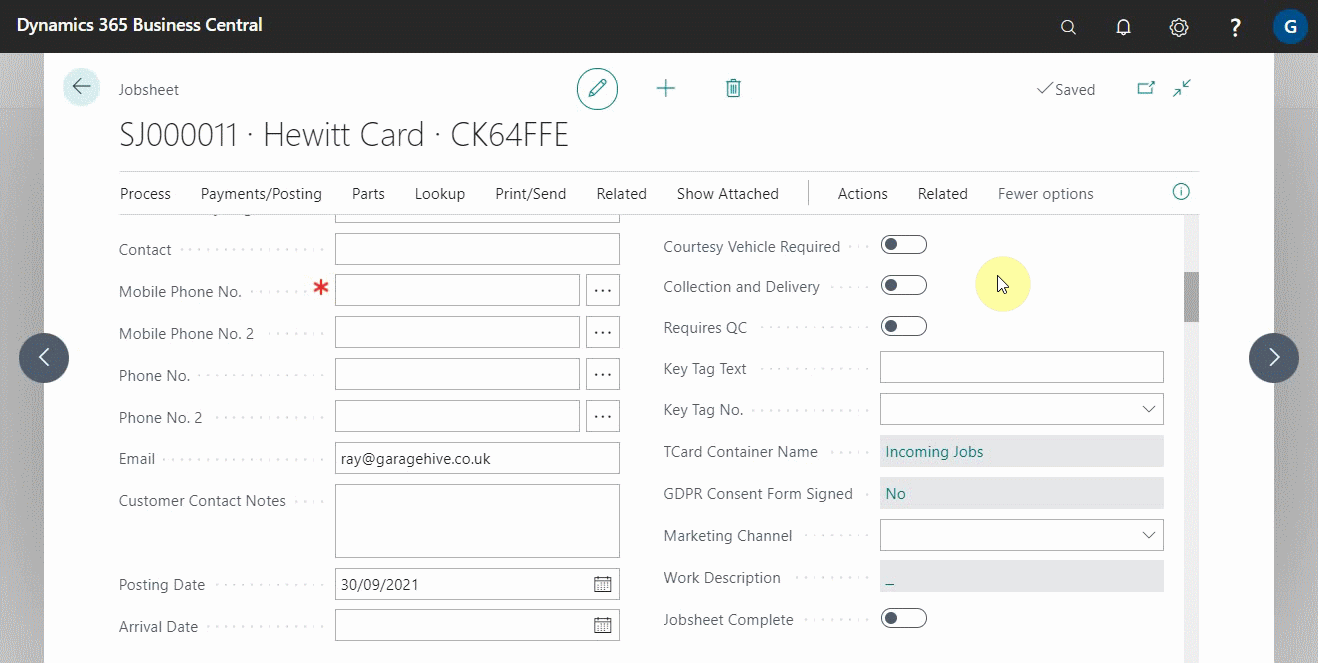 Dynamics 365 Business Central
?
G
Jobsheet
Saved
SJ000011 · Hewitt Card · CK64FFE
Process Payments/Posting Parts Lookup Print/Send Related Show Attached Actions Related Fewer options
Contact
Mobile Phone No. *
Mobile Phone No. 2
Phone No.
Phone No. 2
Email ray@garagehive.co.uk
Customer Contact Notes
Posting Date 30/09/2021
Arrival Date
Courtesy Vehicle Required
Collection and Delivery
Requires QC
Key Tag Text
Key Tag No.
TCard Container Name Incoming Jobs
GDPR Consent Form Signed No
Marketing Channel
Work Description _
Jobsheet Complete